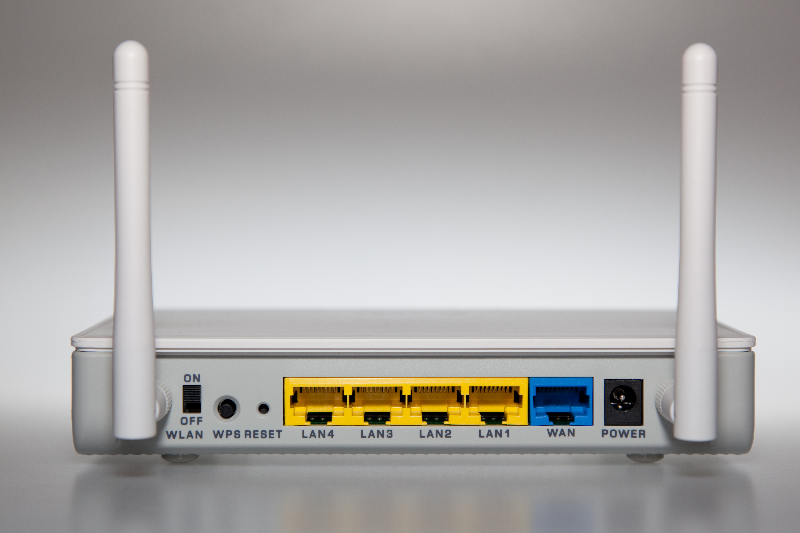 ON
OFF
WLAN
WPS RESET
LAN4
LAN3
LAN2
LAN1
WAN
POWER